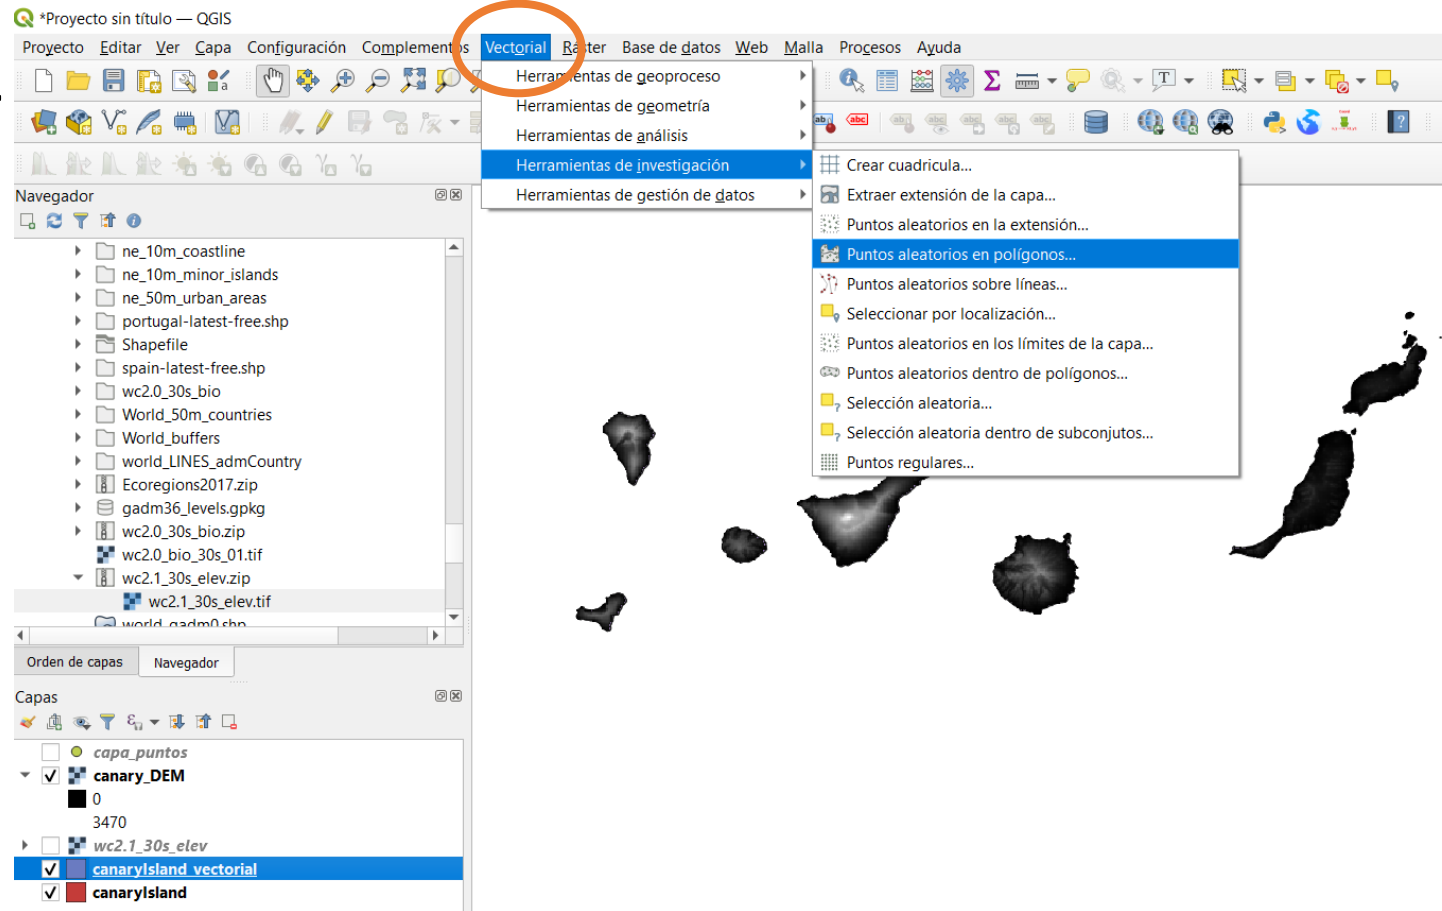 *Proyecto sin título — QGIS
Proyecto Editar Ver Capa Configuración Complementos Vectorial Ráster Base de datos Web Malla Procesos Ayuda
Herramientas de geoproceso
Herramientas de geometría
Herramientas de análisis
Herramientas de investigación
Herramientas de gestión de datos
Crear cuadricula...
Extraer extensión de la capa...
Puntos aleatorios en la extensión...
Puntos aleatorios en polígonos...
Puntos aleatorios sobre líneas...
Seleccionar por localización...
Puntos aleatorios en los límites de la capa...
Puntos aleatorios dentro de polígonos...
Selección aleatoria...
Selección aleatoria dentro de subconjutos...
Puntos regulares...
Navegador
ne_10m_coastline
ne_10m_minor_islands
ne_50m_urban_areas
portugal-latest-free.shp
Shapefile
spain-latest-free.shp
wc2.0_30s_bio
World_50m_countries
World_buffers
world_LINES_admCountry
Ecoregions2017.zip
gadm36_levels.gpkg
wc2.0_30s_bio.zip
wc2.0_bio_30s_01.tif
wc2.1_30s_elev.zip
wc2.1_30s_elev.tif
world_gadm0.shp
Orden de capas Navegador
Capas
capa_puntos
canary_DEM
0
3470
wc2.1_30s_elev
canaryIsland_vectorial
canaryIsland